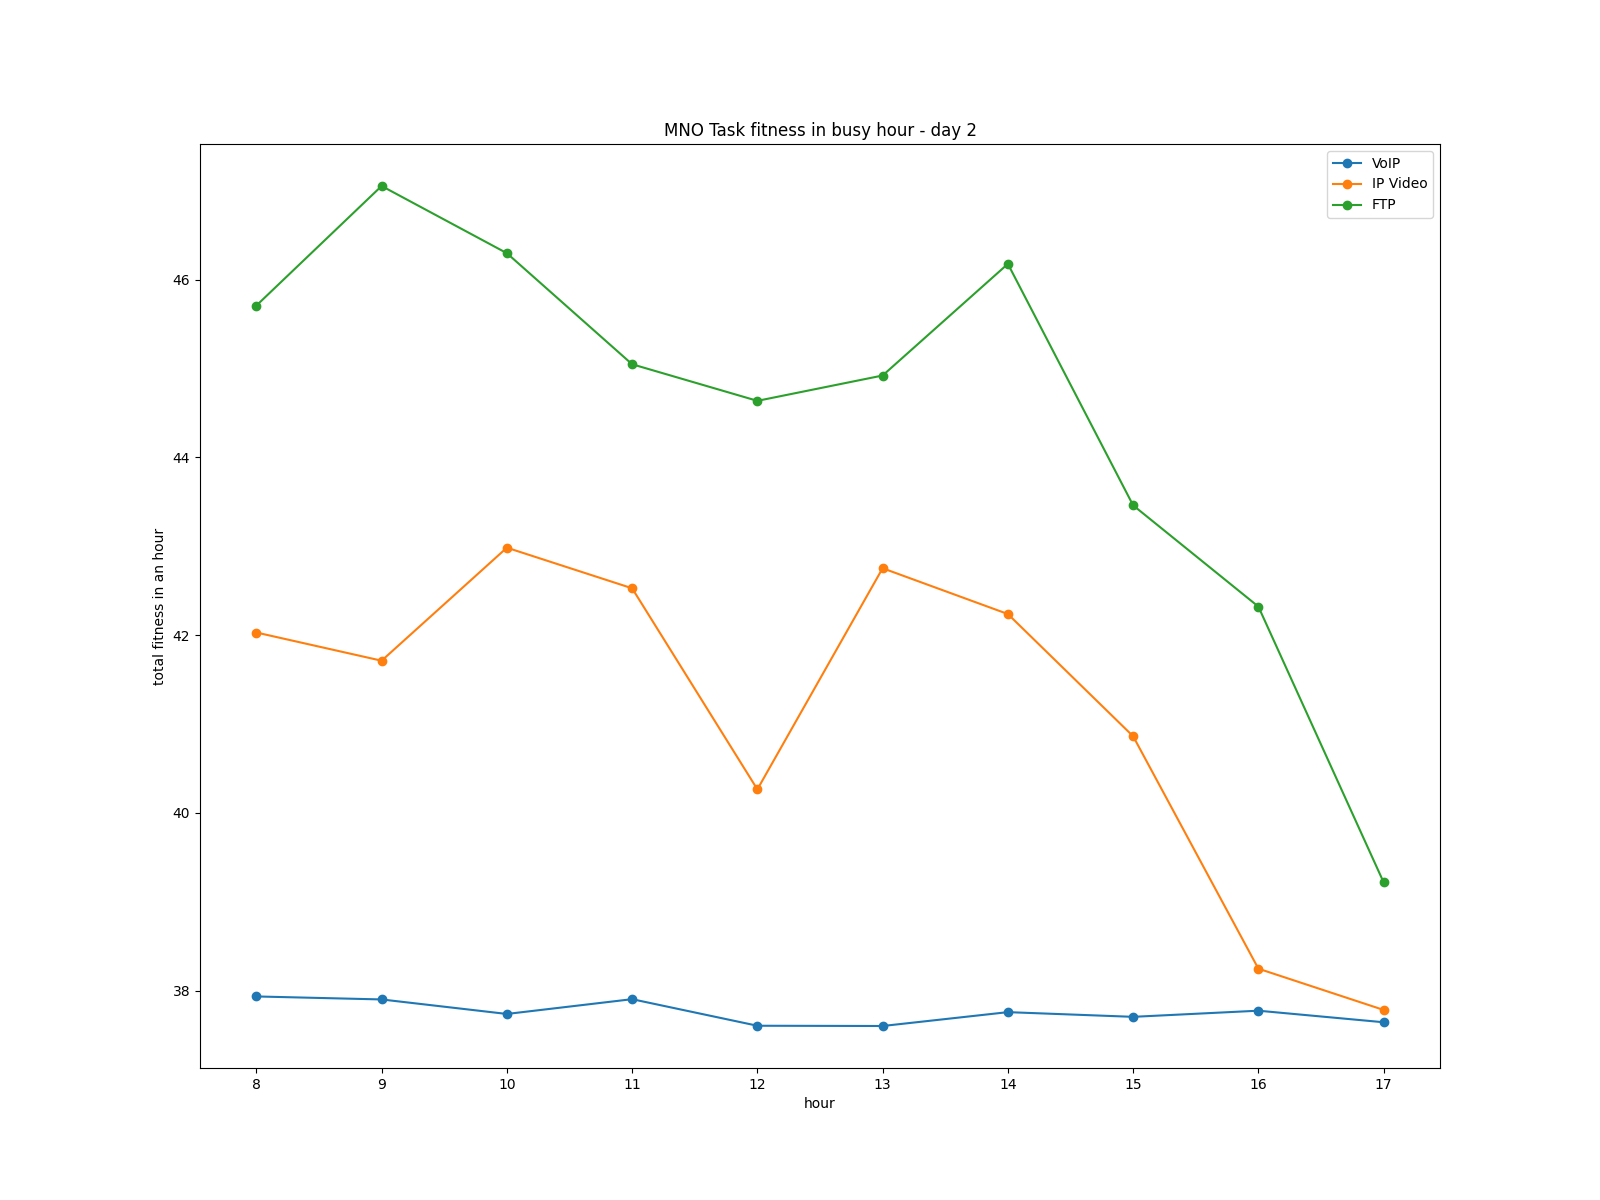 MNO Task fitness in busy hour - day 2
VoIP
IP Video
FTP
total fitness in an hour
46
44
42
40
38
8 9 10 11 12 13 14 15 16 17
hour